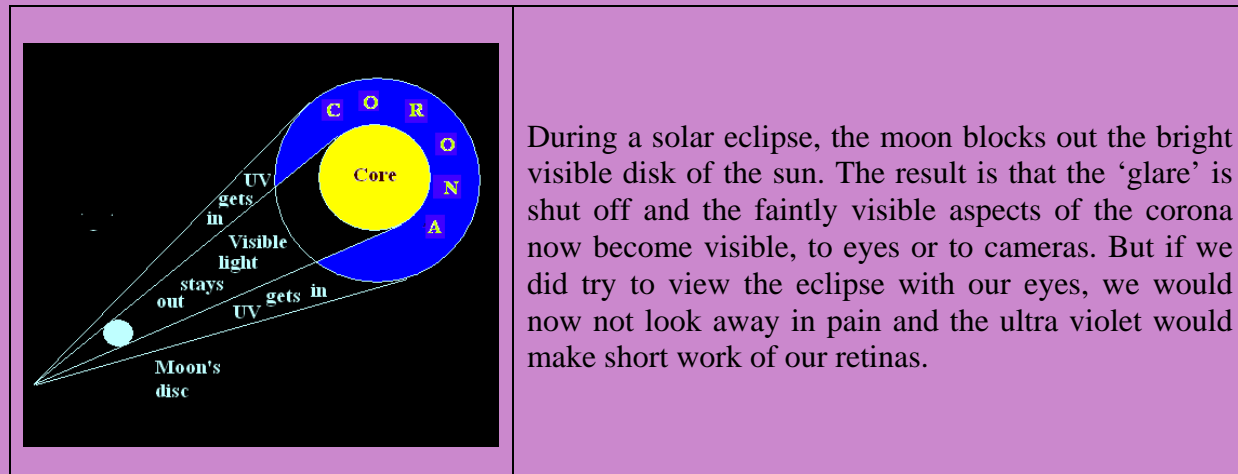 C O R O N A
Core
UV
gets
in
Visible
light
stays
out
UV gets in
Moon's
disc
During a solar eclipse, the moon blocks out the bright
visible disk of the sun. The result is that the ‘glare’ is
shut off and the faintly visible aspects of the corona
now become visible, to eyes or to cameras. But if we
did try to view the eclipse with our eyes, we would
now not look away in pain and the ultra violet would
make short work of our retinas.